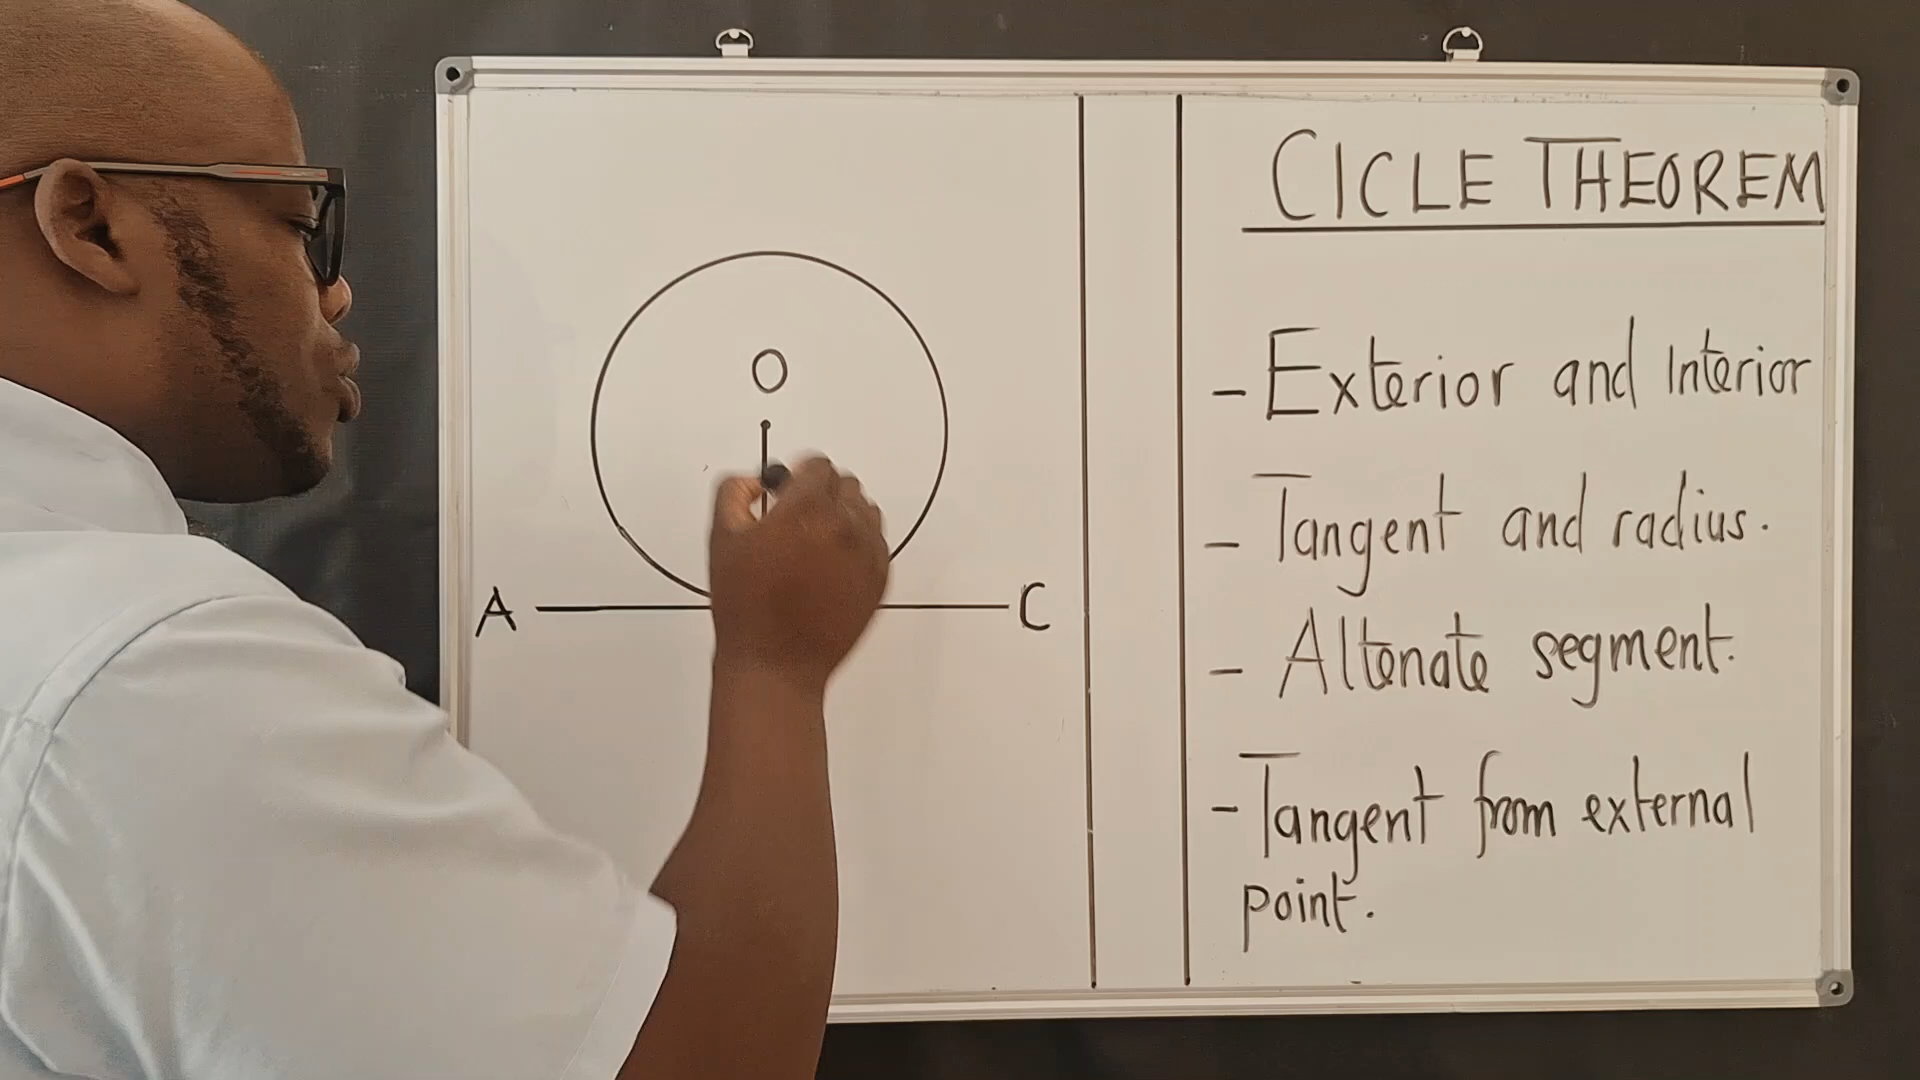 O
A
C
CICLE THEOREM
- Exterior and Interior
- Tangent and radius.
- Altenate segment.
- Tangent from external
point.